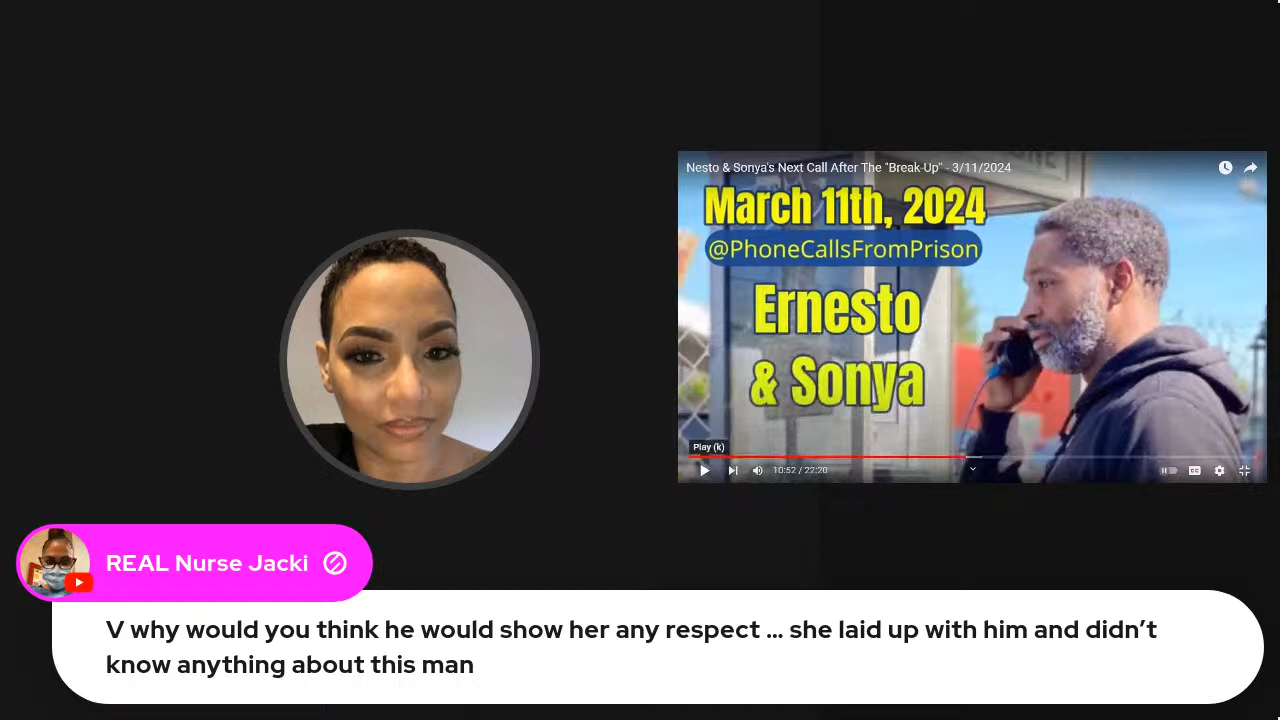 Nesto & Sonya's Next Call After The "Break-Up" - 3/11/2024
March 11th, 2024
@PhoneCallsFromPrison
Ernesto
& Sonya
Play (k)
10:52 / 22:20
REAL Nurse Jacki
V why would you think he would show her any respect ... she laid up with him and didn’t
know anything about this man